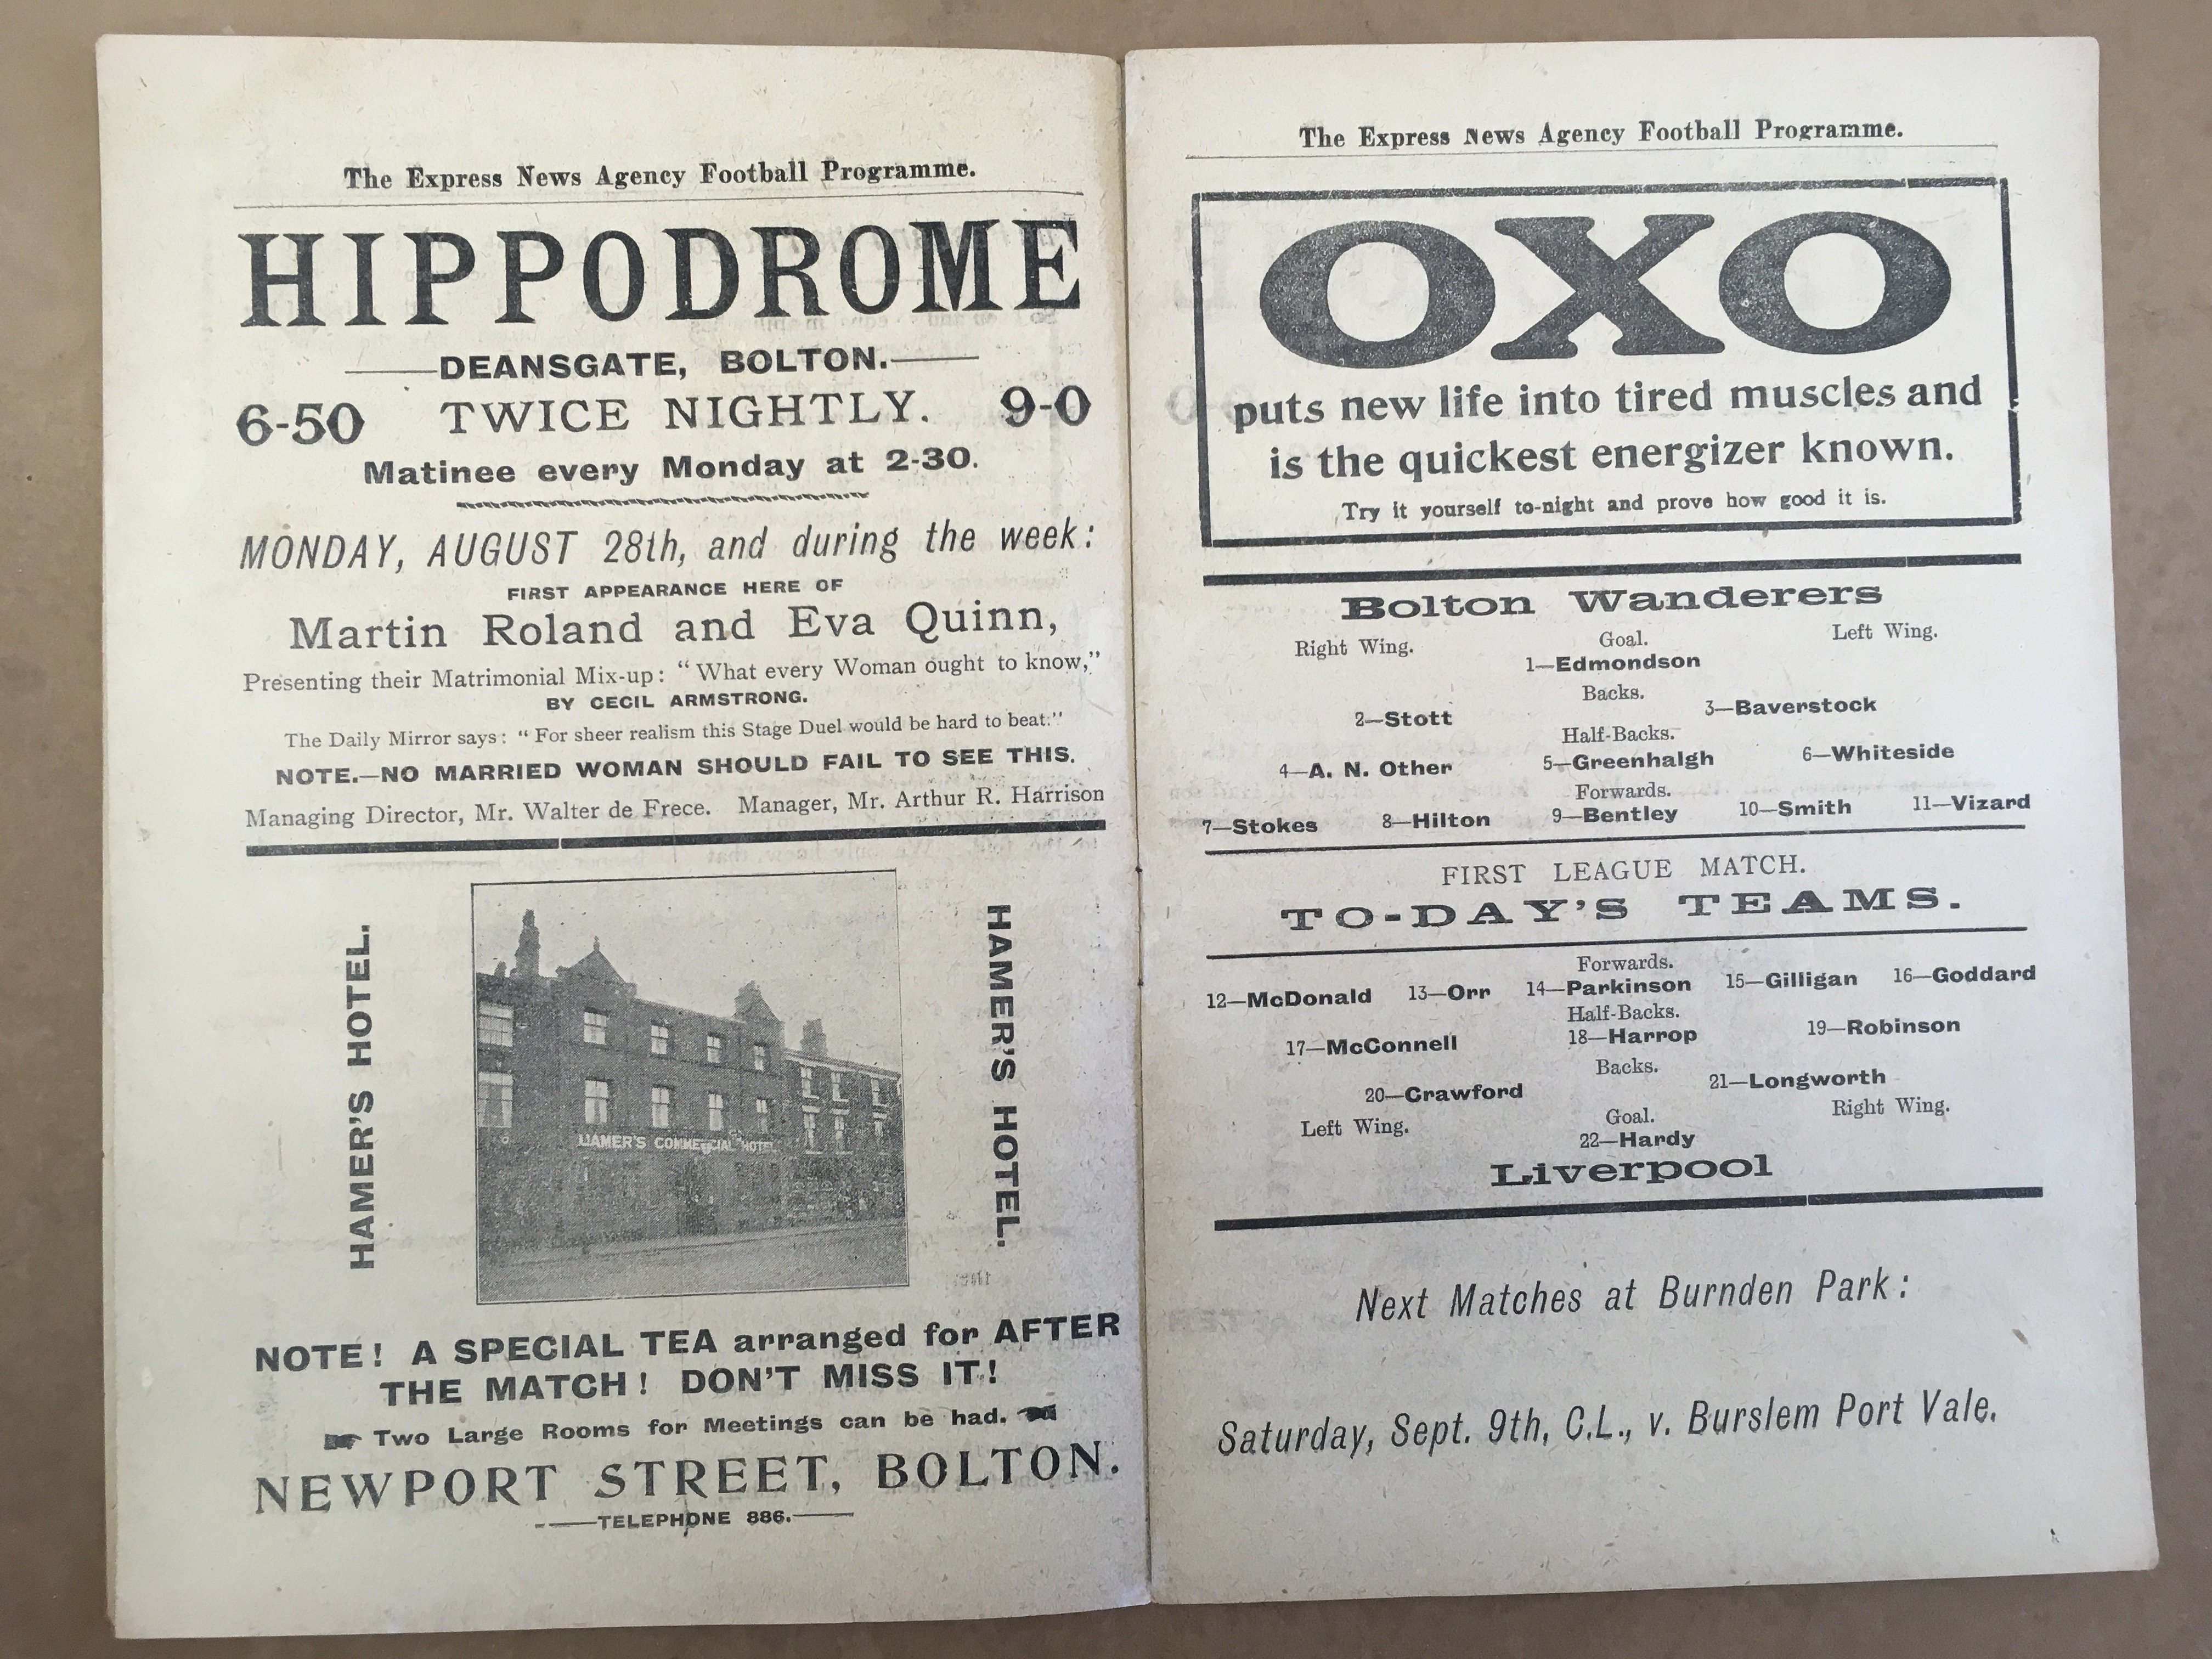 The Express News Agency Football Programme.
HIPPODROME
DEANSGATE, BOLTON.
6-50 TWICE NIGHTLY. 9-0
Matinee every Monday at 2-30.
MONDAY, AUGUST 28th, and during the week:
FIRST APPEARANCE HERE OF
Martin Roland and Eva Quinn,
Presenting their Matrimonial Mix-up: "What every Woman ought to know,"
BY CECIL ARMSTRONG.
The Daily Mirror says: "For sheer realism this Stage Duel would be hard to beat."
NOTE.—NO MARRIED WOMAN SHOULD FAIL TO SEE THIS.
Managing Director, Mr. Walter de Frece. Manager, Mr. Arthur R. Harrison
HAMER'S HOTEL.
HAMER'S COMMERCIAL HOTEL
HAMER'S HOTEL.
NOTE! A SPECIAL TEA arranged for AFTER
THE MATCH! DON'T MISS IT!
Two Large Rooms for Meetings can be had.
NEWPORT STREET, BOLTON.
TELEPHONE 886.
The Express News Agency Football Programme.
OXO
puts new life into tired muscles and
is the quickest energizer known.
Try it yourself to-night and prove how good it is.
Bolton Wanderers
Right Wing. Goal. Left Wing.
1—Edmondson
Backs.
2—Stott 3—Baverstock
Half-Backs.
4—A. N. Other 5—Greenhalgh 6—Whiteside
Forwards.
7—Stokes 8—Hilton 9—Bentley 10—Smith 11—Vizard
FIRST LEAGUE MATCH.
TO-DAY'S TEAMS.
Forwards.
12—McDonald 13—Orr 14—Parkinson 15—Gilligan 16—Goddard
Half-Backs.
17—McConnell 18—Harrop 19—Robinson
Backs.
20—Crawford 21—Longworth
Left Wing. Goal. Right Wing.
22—Hardy
Liverpool
Next Matches at Burnden Park:
Saturday, Sept. 9th, C.L., v. Burslem Port Vale.